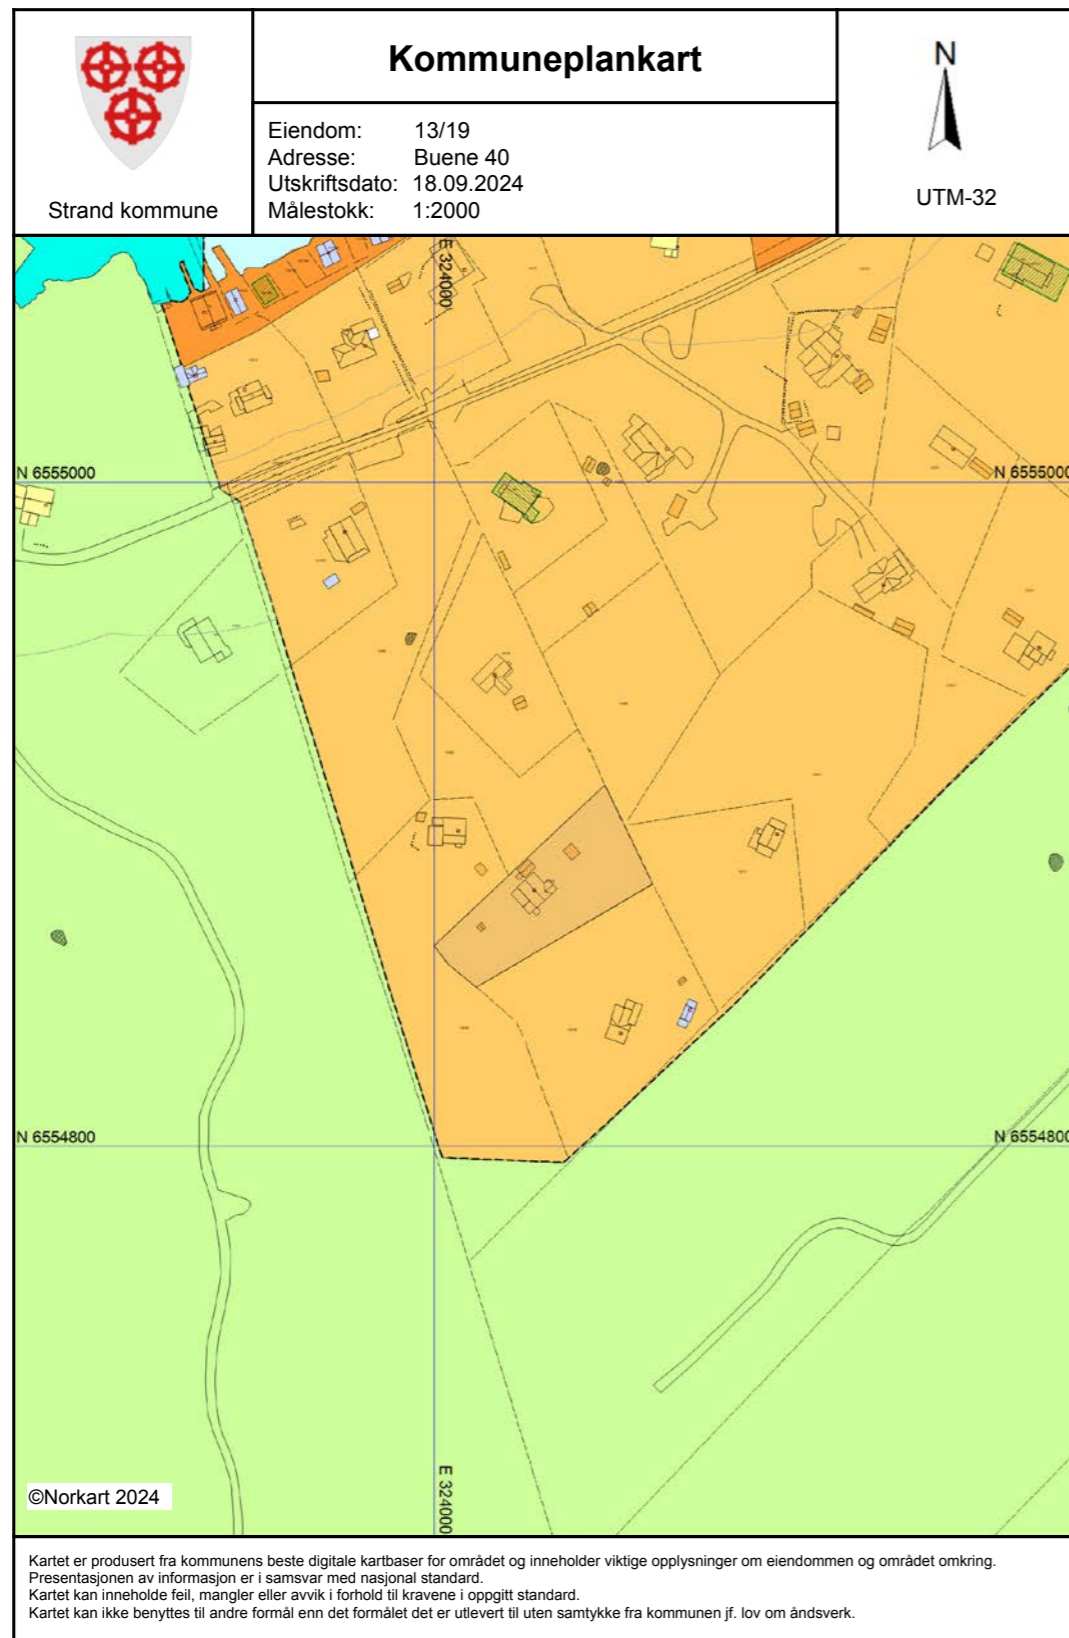 Strand kommune
Kommuneplankart
Eiendom: 13/19
Adresse: Buene 40
Utskriftsdato: 18.09.2024
Målestokk: 1:2000
N
UTM-32
E 324000
N 6555000
N 6555000
N 6554800
N 6554800
E 324000
©Norkart 2024
Kartet er produsert fra kommunens beste digitale kartbaser for området og inneholder viktige opplysninger om eiendommen og området omkring.
Presentasjonen av informasjon er i samsvar med nasjonal standard.
Kartet kan inneholde feil, mangler eller avvik i forhold til kravene i oppgitt standard.
Kartet kan ikke benyttes til andre formål enn det formålet det er utlevert til uten samtykke fra kommunen jf. lov om åndsverk.